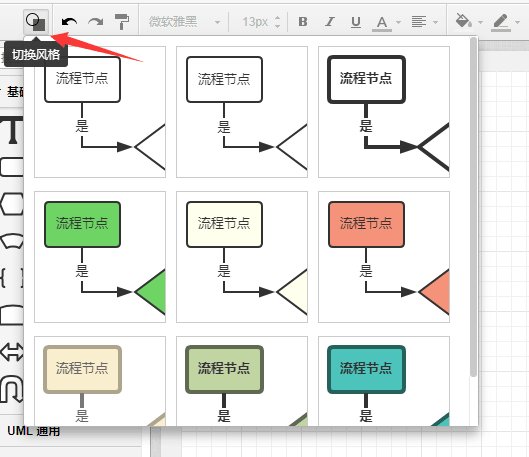 微软雅黑 13px B I U A
切换风格
基础
流程节点 流程节点 流程节点
是 是 是
流程节点 流程节点 流程节点
是 是 是
流程节点 流程节点 流程节点
是 是 是
T
UML 通用